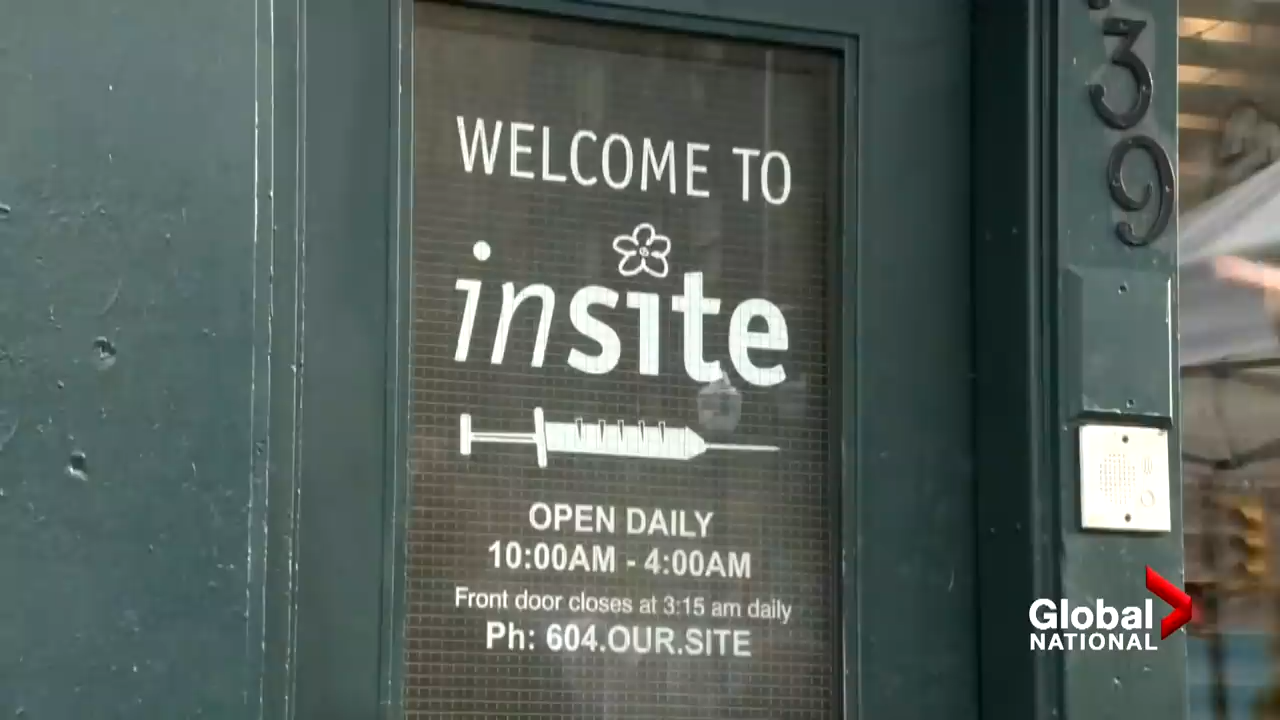 WELCOME TO
insite
OPEN DAILY
10:00AM - 4:00AM
Front door closes at 3:15 am daily
Ph: 604.OUR.SITE
39
Global
NATIONAL